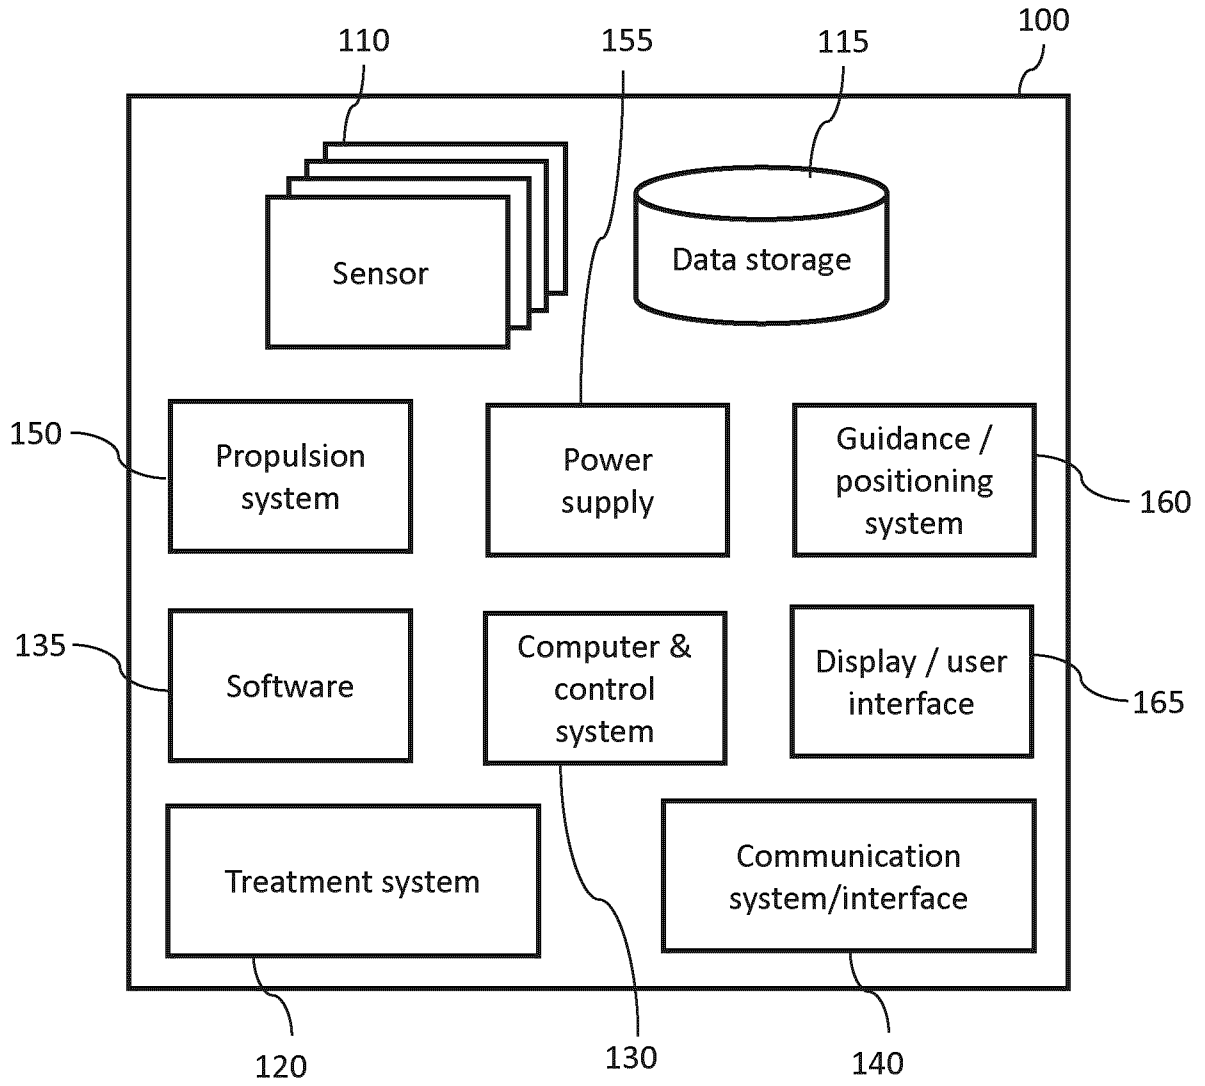 100
110
155
115
Sensor
Data storage
150
Propulsion
system
Power
supply
Guidance /
positioning
system
160
135
Software
Computer &
control
system
Display / user
interface
165
Treatment system
Communication
system/interface
120
130
140